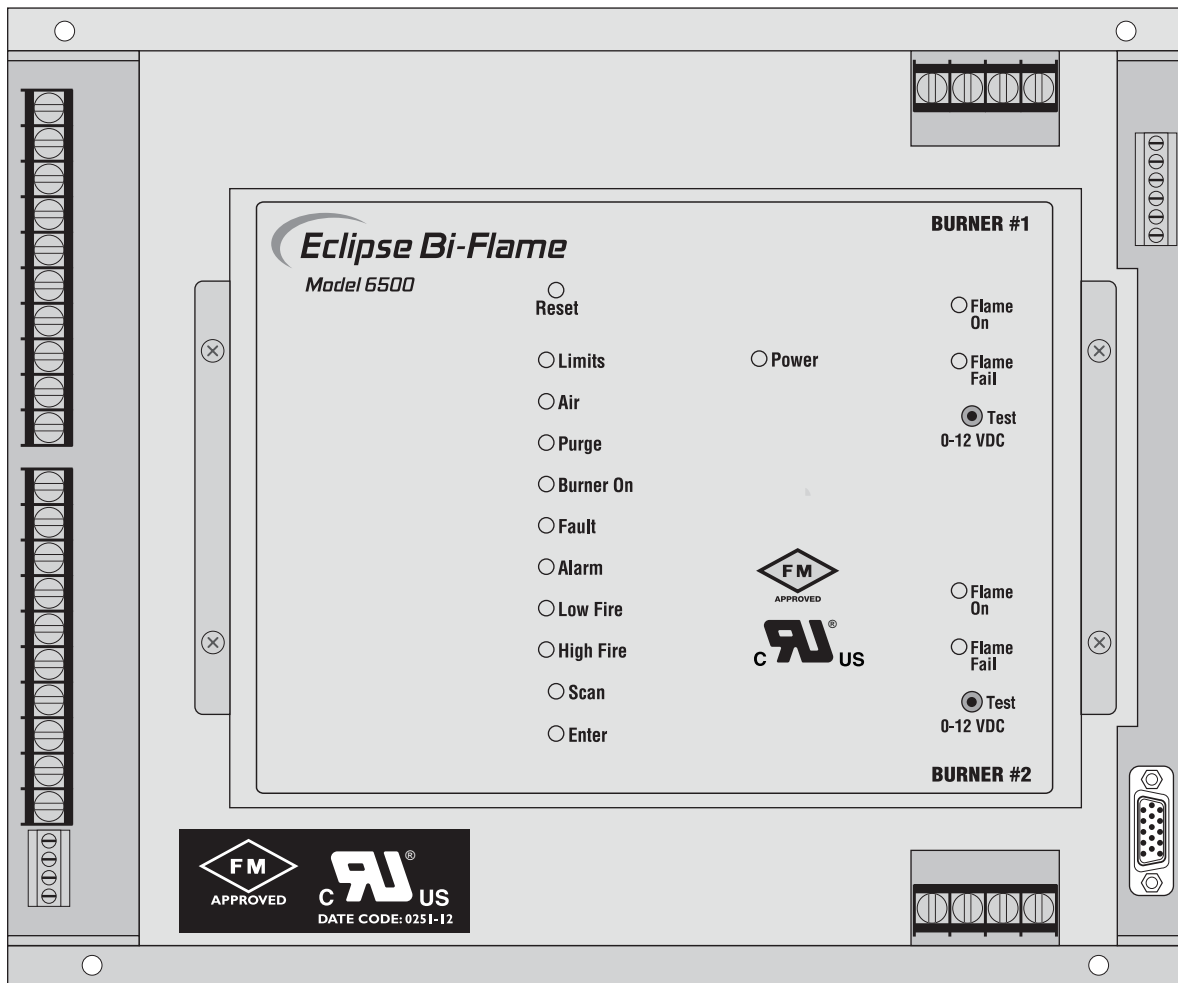 BURNER #1
Eclipse Bi-Flame
Model 6500
Reset
Flame
On
Limits
Power
Flame
Fail
Air
Test
0-12 VDC
Purge
Burner On
Fault
Alarm
FM
APPROVED
Flame
On
Low Fire
High Fire
C RU ® US
Flame
Fail
Scan
Test
0-12 VDC
Enter
BURNER #2
FM
APPROVED
C RU ® US
DATE CODE: 0251-12